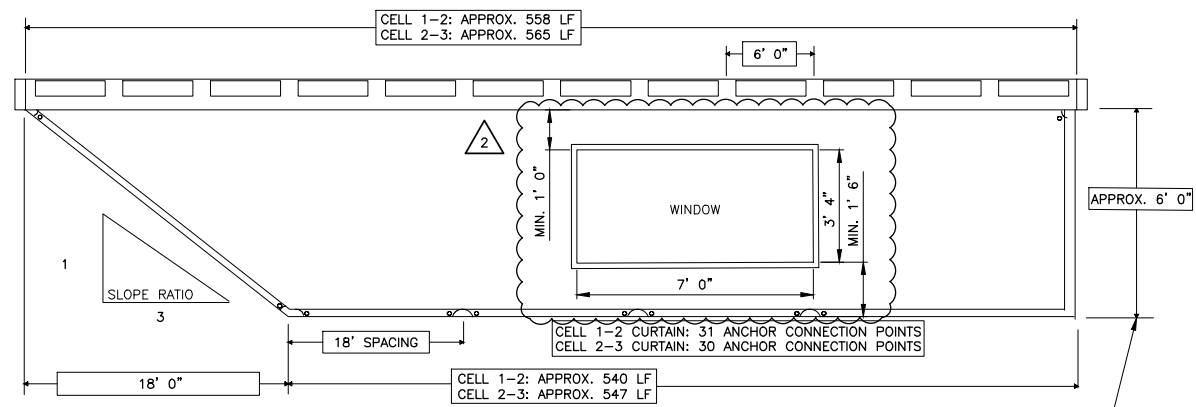 CELL 1-2: APPROX. 558 LF
CELL 2-3: APPROX. 565 LF
6' 0"
2
MIN. 1' 0"
WINDOW
3' 4"
MIN. 1' 6"
APPROX. 6' 0"
1
SLOPE RATIO
3
7' 0"
CELL 1-2 CURTAIN: 31 ANCHOR CONNECTION POINTS
CELL 2-3 CURTAIN: 30 ANCHOR CONNECTION POINTS
18' SPACING
18' 0"
CELL 1-2: APPROX. 540 LF
CELL 2-3: APPROX. 547 LF